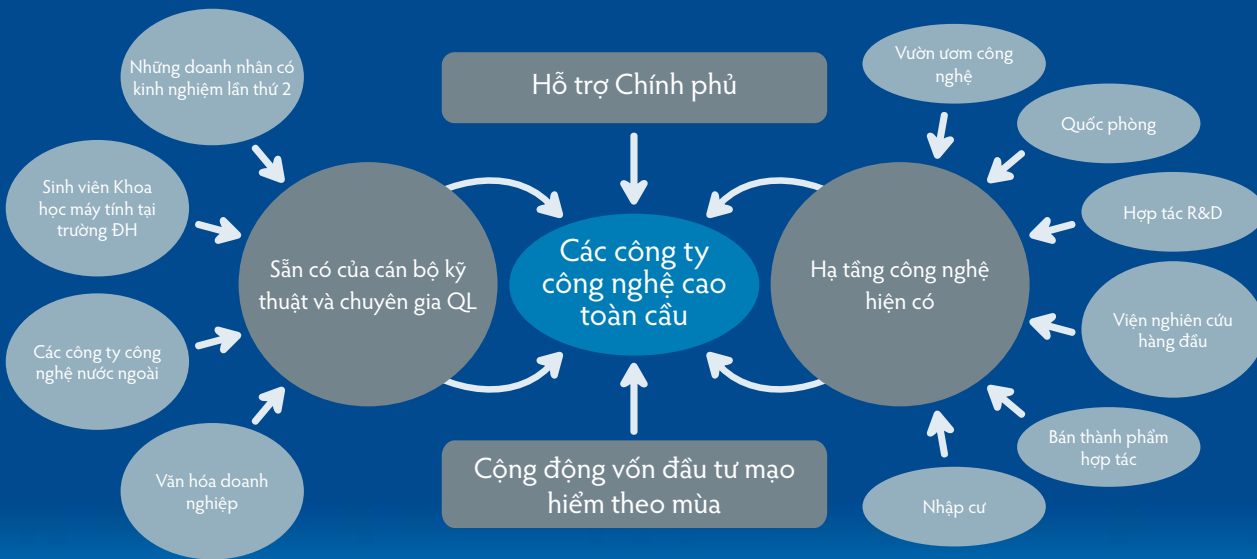 Những doanh nhân có
kinh nghiệm lần thứ 2
Sinh viên Khoa
học máy tính tại
trường ĐH
Các công ty công
nghệ nước ngoài
Văn hóa doanh
nghiệp
Sẵn có của cán bộ kỹ
thuật và chuyên gia QL
Hỗ trợ Chính phủ
Các công ty
công nghệ cao
toàn cầu
Cộng động vốn đầu tư mạo
hiểm theo mùa
Hạ tầng công nghệ
hiện có
Vườn ươm công
nghệ
Quốc phòng
Hợp tác R&D
Viện nghiên cứu
hàng đầu
Bán thành phẩm
hợp tác
Nhập cư